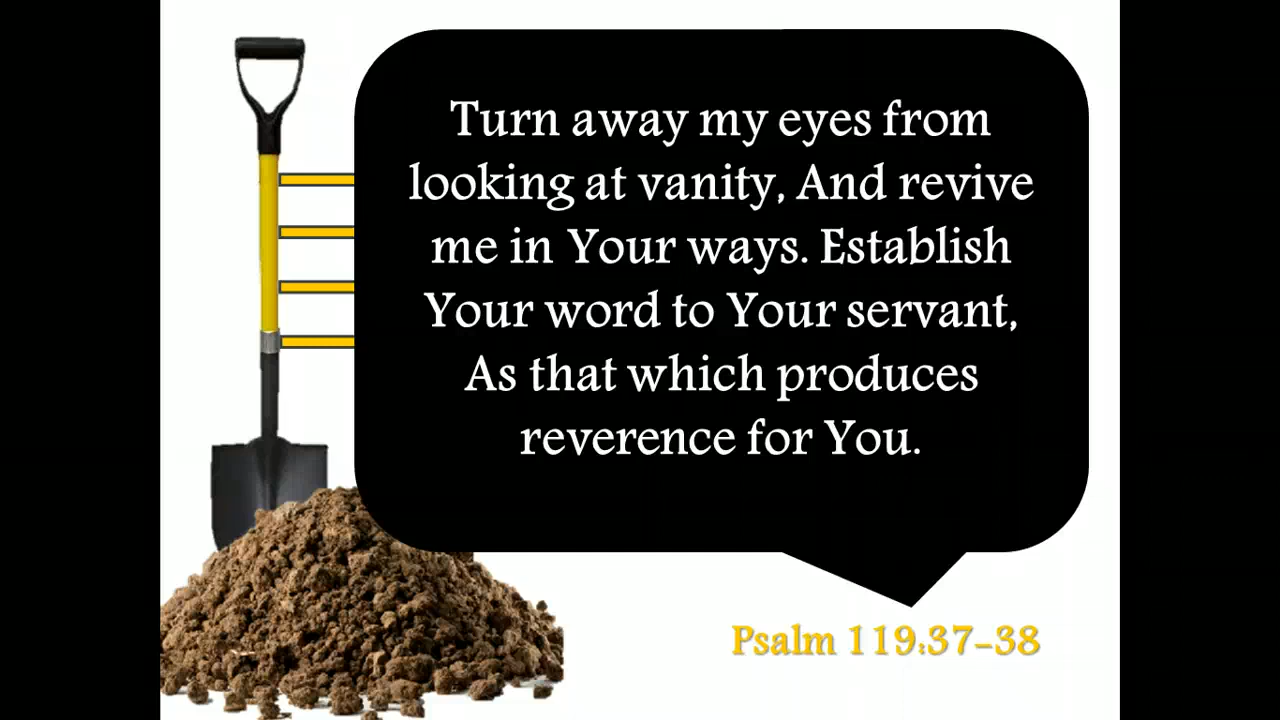 Turn away my eyes from
looking at vanity, And revive
me in Your ways. Establish
Your word to Your servant,
As that which produces
reverence for You.
Psalm 119:37-38